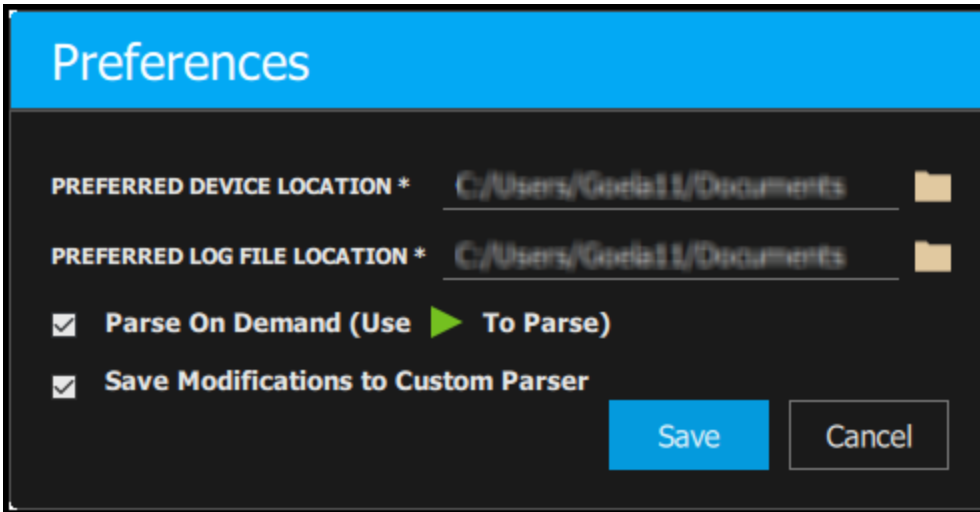 Preferences
PREFERRED DEVICE LOCATION *
PREFERRED LOG FILE LOCATION *
Parse On Demand (Use To Parse)
Save Modifications to Custom Parser
Save Cancel